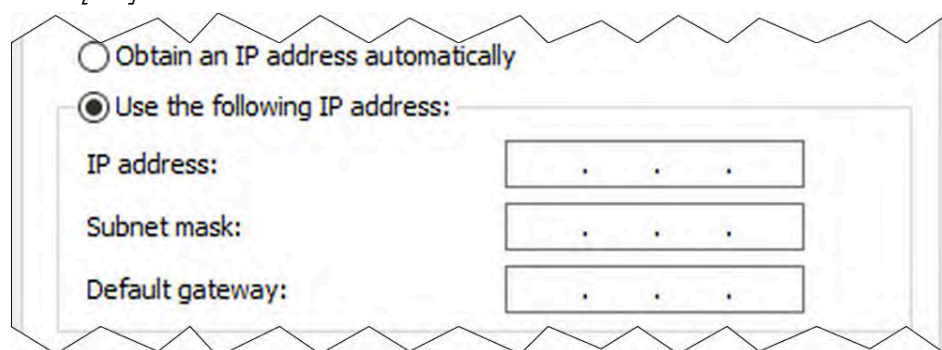 Obtain an IP address automatically
Use the following IP address:
IP address: . . .
Subnet mask: . . .
Default gateway: . . .